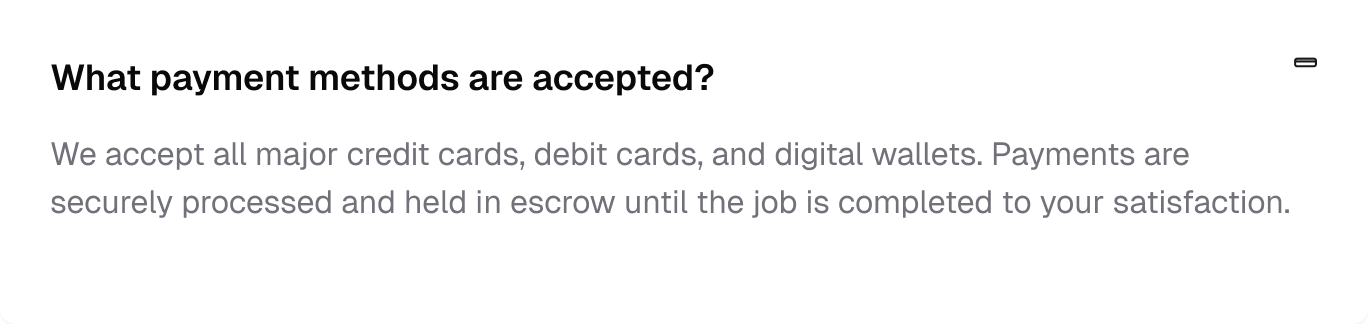 What payment methods are accepted?
We accept all major credit cards, debit cards, and digital wallets. Payments are
securely processed and held in escrow until the job is completed to your satisfaction.